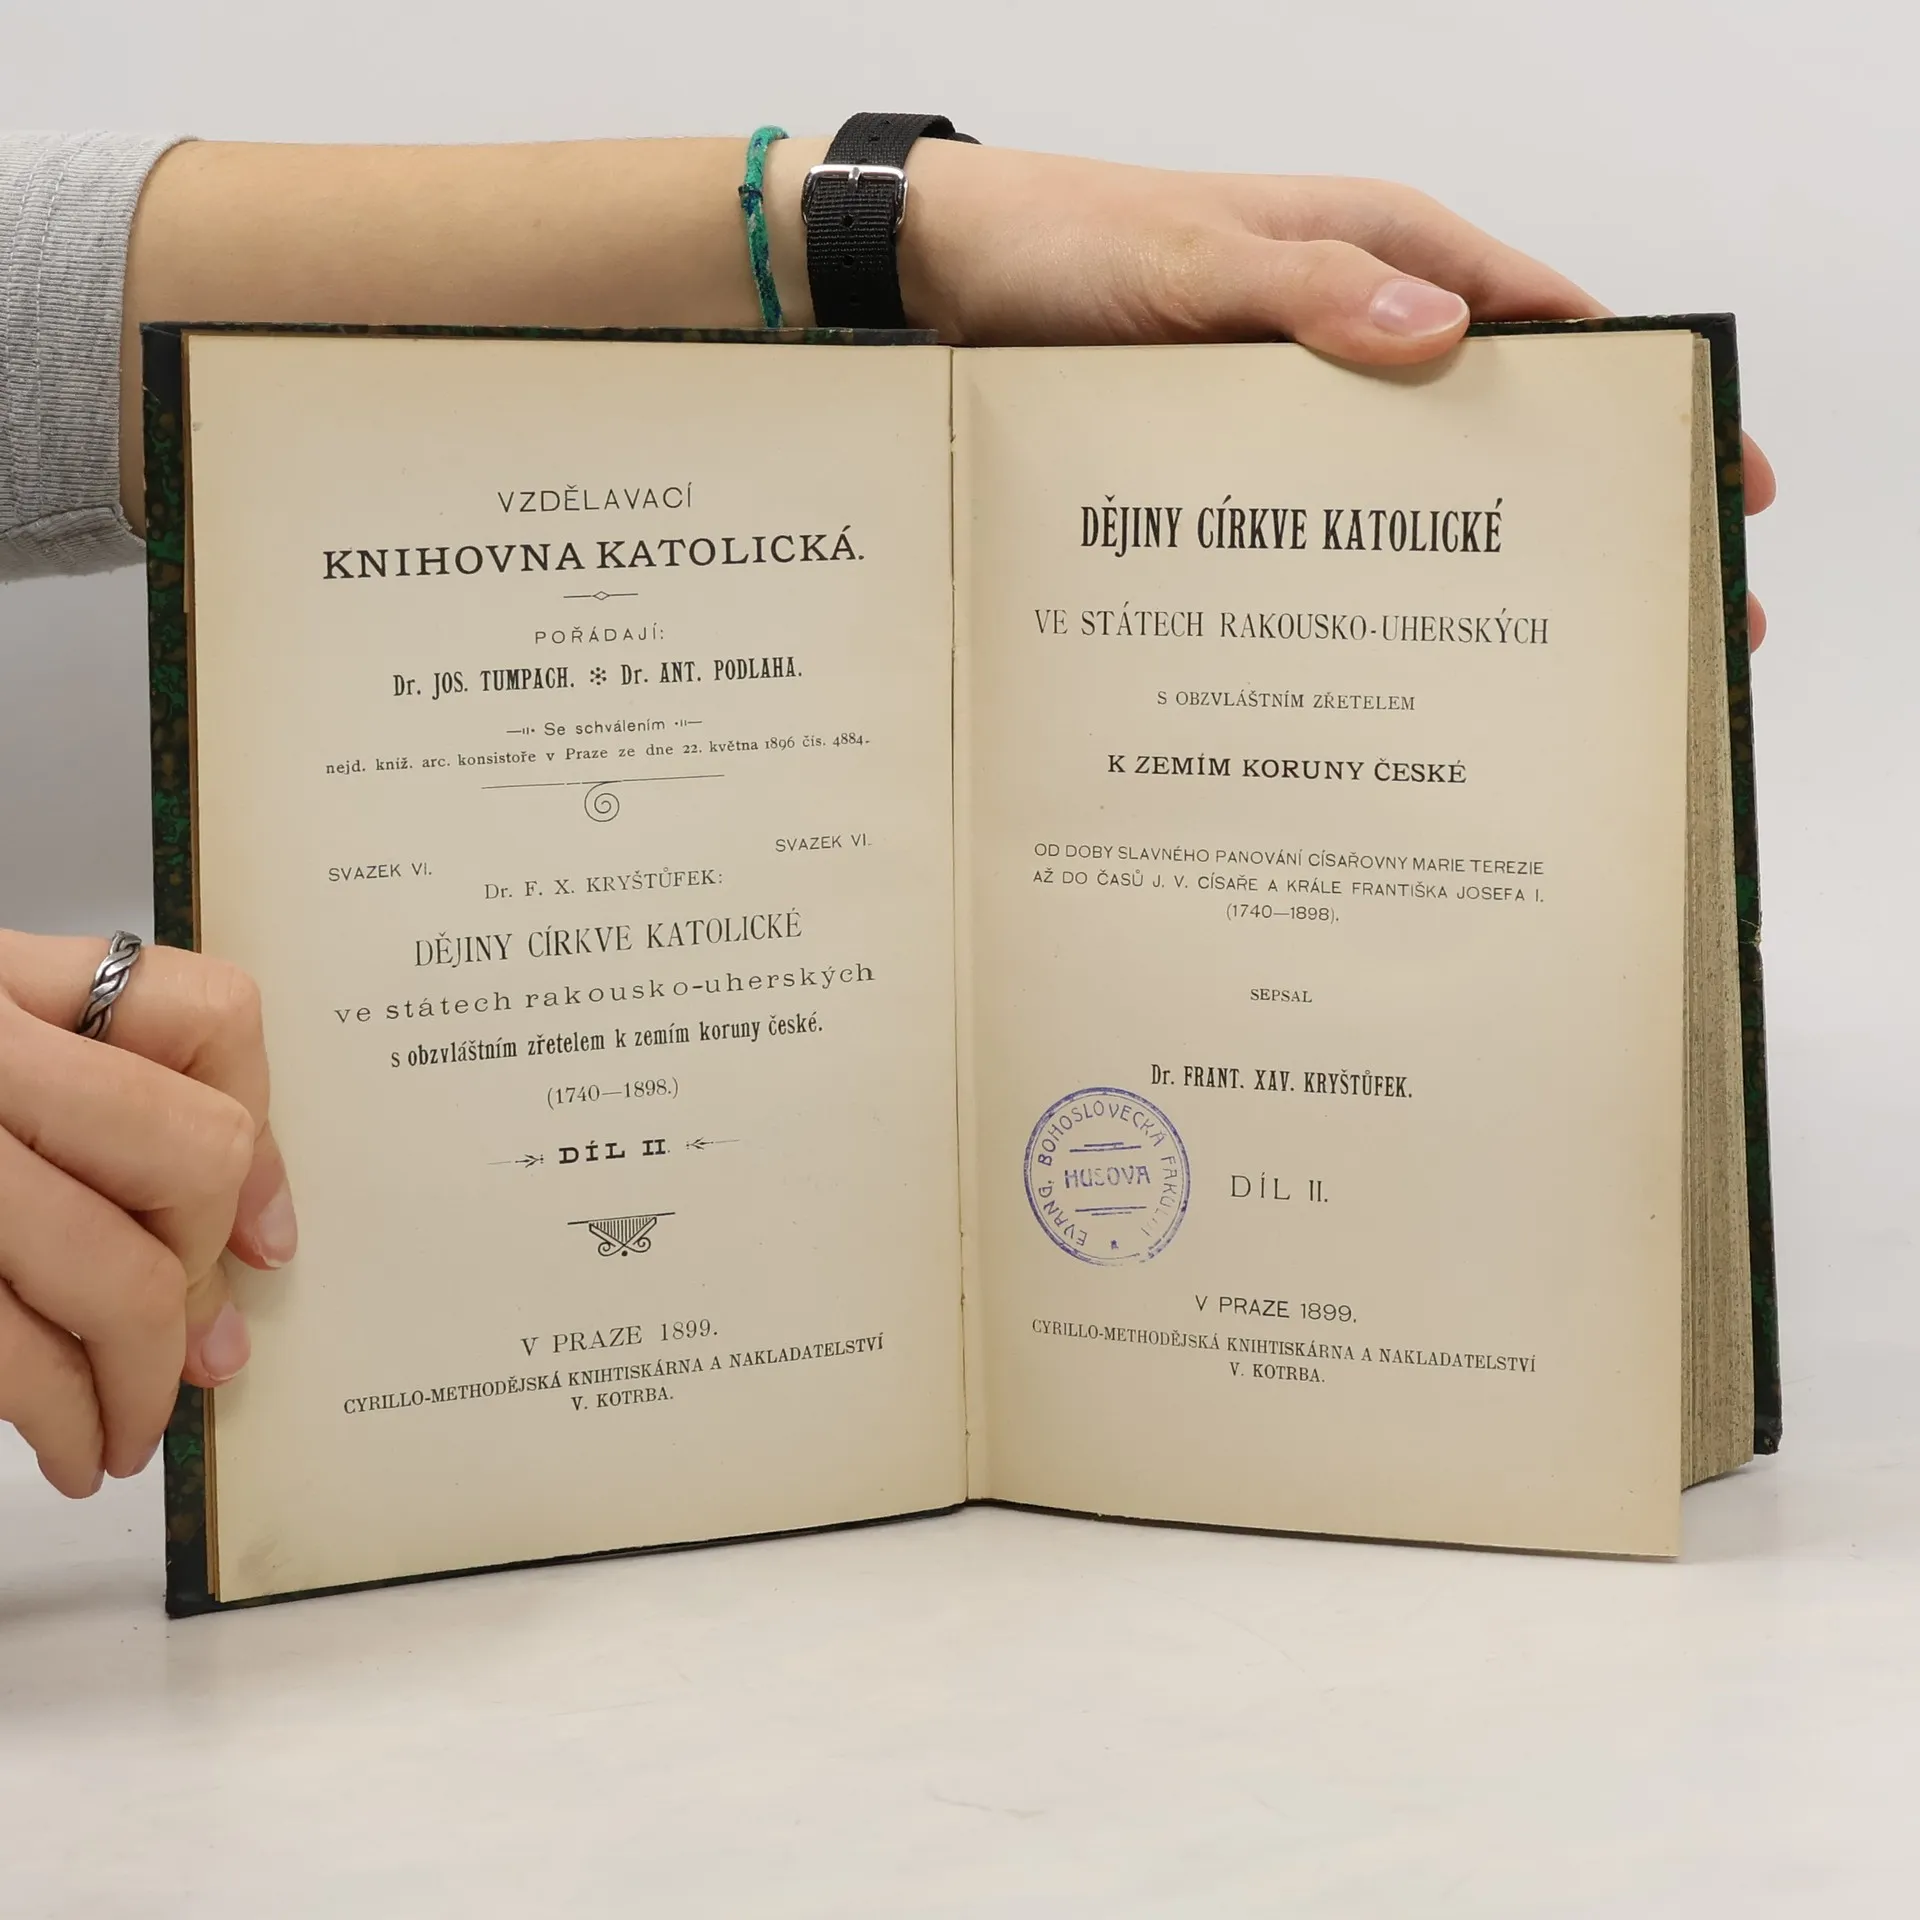 VZDĚLAVACÍ
KNIHOVNA KATOLICKÁ.
POŘÁDAJÍ:
Dr. JOS. TUMPACH. ❇ Dr. ANT. PODLAHA.
Se schválením
nejd. kníž. arc. konsistoře v Praze ze dne 22. května 1896 čís. 4884.
SVAZEK VI. SVAZEK VI.
Dr. F. X. KRYŠTŮFEK:
DĚJINY CÍRKVE KATOLICKÉ
ve státech rakousko-uherských
s obzvláštním zřetelem k zemím koruny české.
(1740—1898.)
DÍL II.
V PRAZE 1899.
CYRILLO-METHODĚJSKÁ KNIHTISKÁRNA A NAKLADATELSTVÍ
V. KOTRBA.
DĚJINY CÍRKVE KATOLICKÉ
VE STÁTECH RAKOUSKO-UHERSKÝCH
S OBZVLÁŠTNÍM ZŘETELEM
K ZEMÍM KORUNY ČESKÉ
OD DOBY SLAVNÉHO PANOVÁNÍ CÍSAŘOVNY MARIE TEREZIE
AŽ DO ČASŮ J. V. CÍSAŘE A KRÁLE FRANTIŠKA JOSEFA I.
(1740—1898).
SEPSAL
Dr. FRANT. XAV. KRYŠTŮFEK.
HUSOVA
EVANG. BOHOSLOVECKÁ FAKULTA
DÍL II.
V PRAZE 1899.
CYRILLO-METHODĚJSKÁ KNIHTISKÁRNA A NAKLADATELSTVÍ
V. KOTRBA.